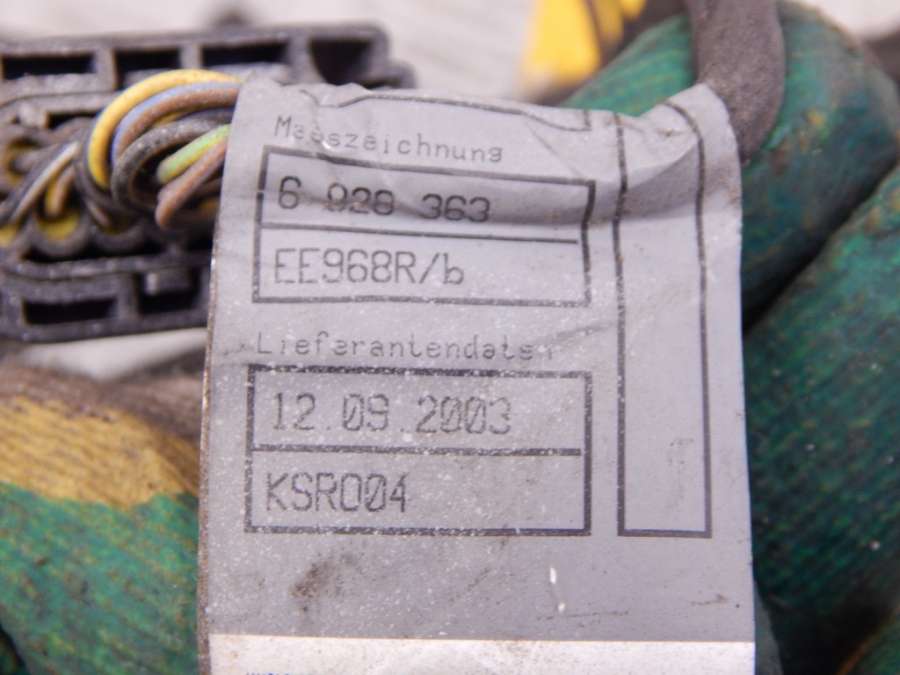 Masszeichnung
6 928 363
EE968R/b
Lieferantendaten
12.09.2003
KSR004